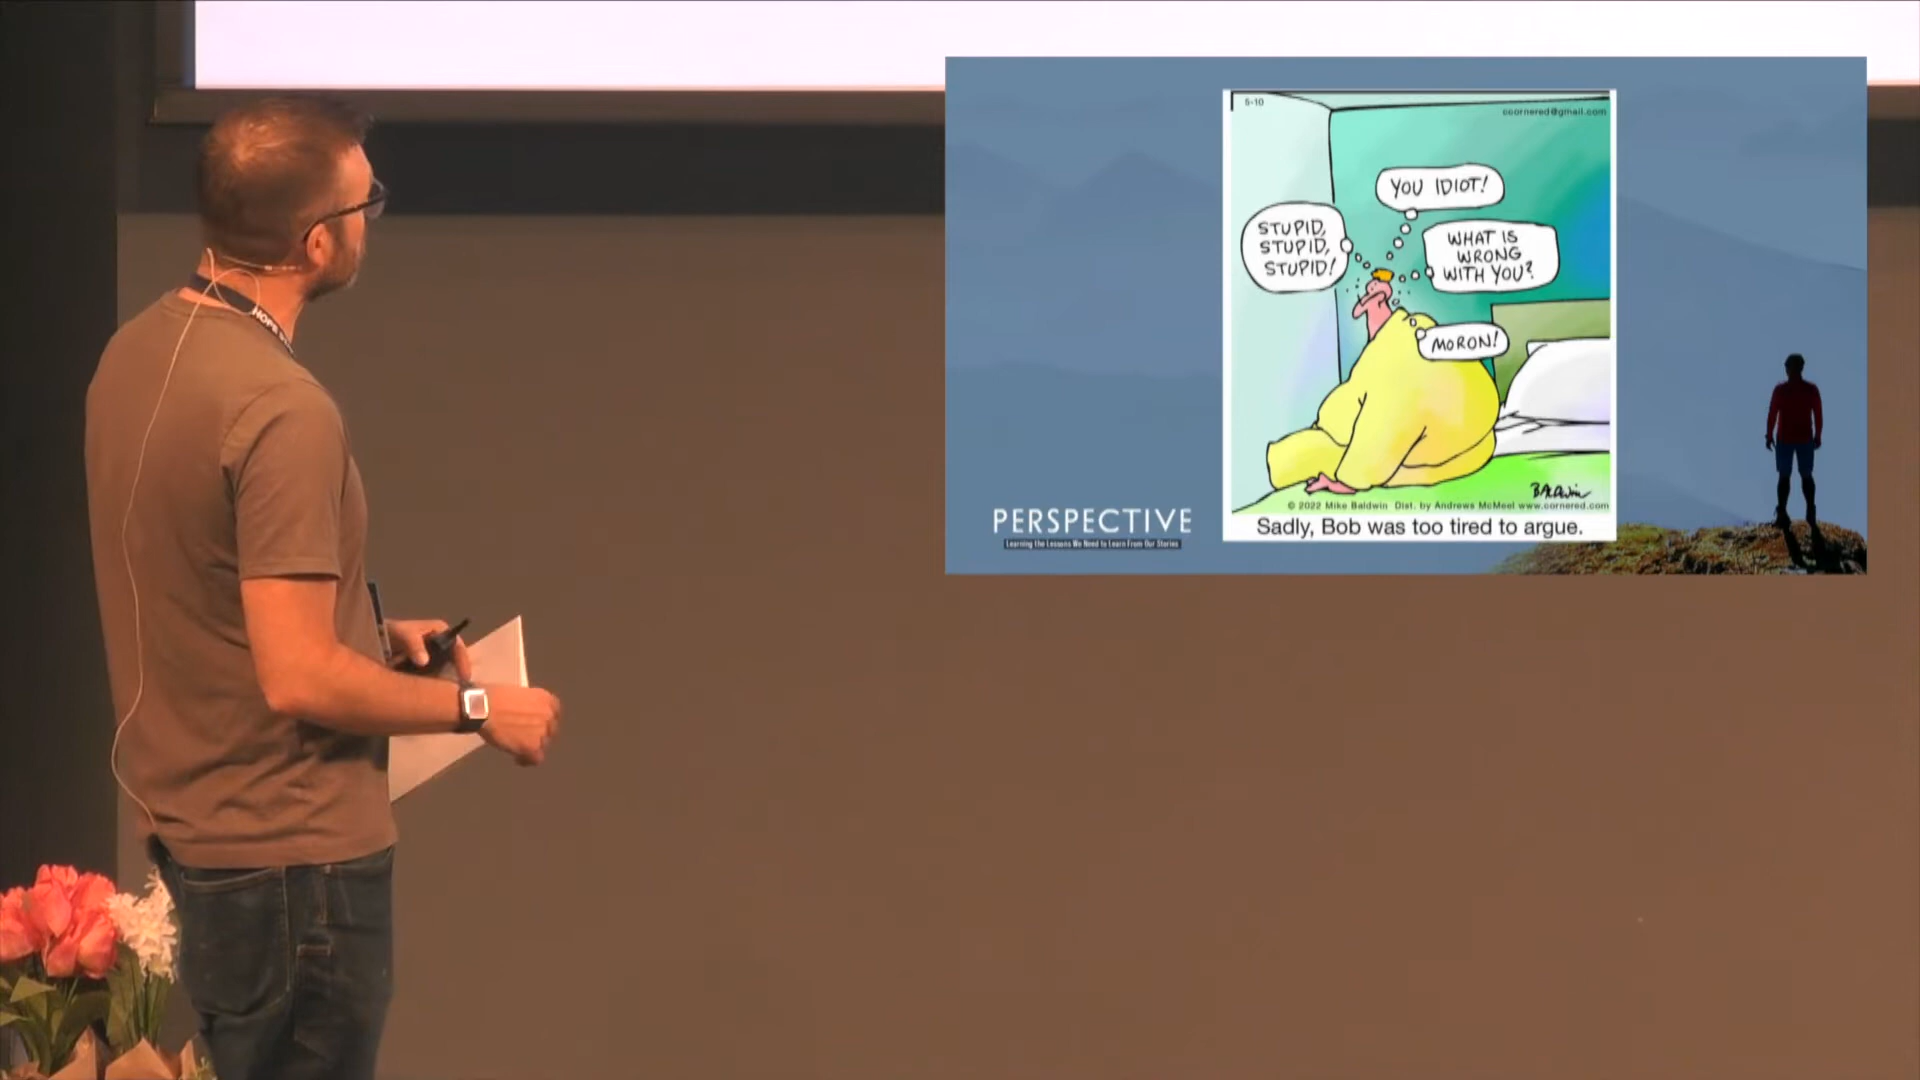 5-10
ccornered@gmail.com
YOU IDIOT!
STUPID,
STUPID,
STUPID!
WHAT IS
WRONG
WITH YOU?
MORON!
BALDWIN
© 2022 Mike Baldwin Dist. by Andrews McMeel www.cornered.com
Sadly, Bob was too tired to argue.
PERSPECTIVE
Learning the Lessons We Need to Learn From Our Stories
HOPE